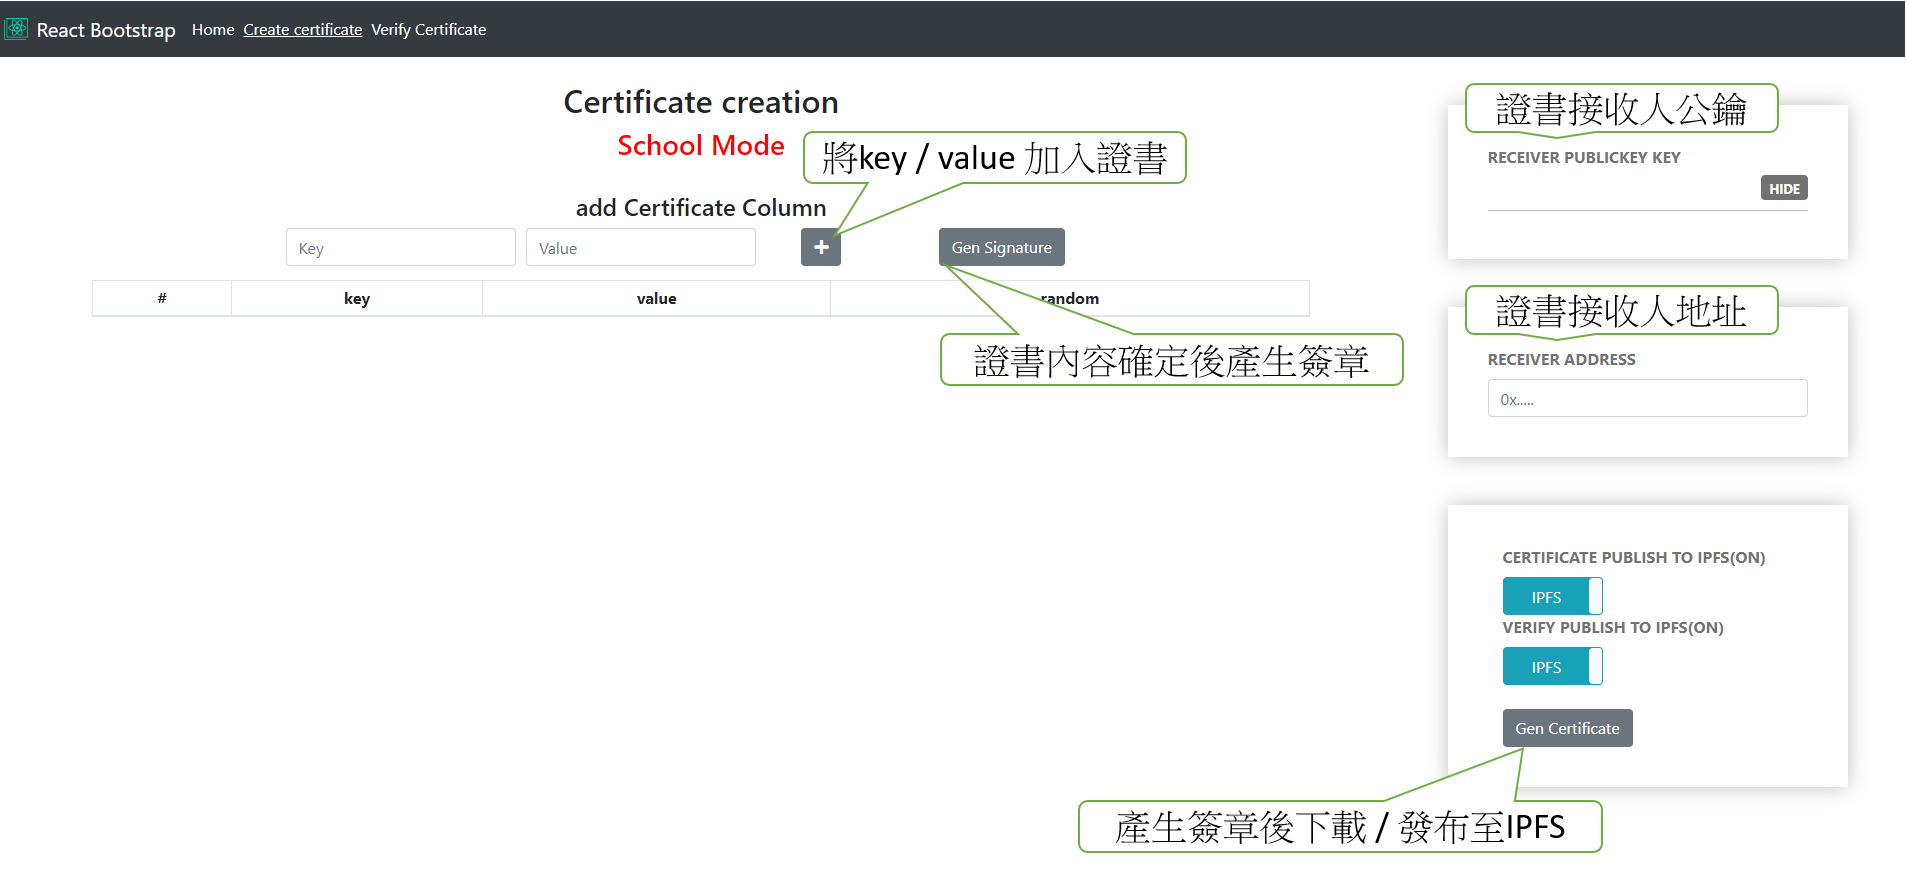 React Bootstrap Home Create certificate Verify Certificate
Certificate creation
School Mode
將key / value 加入證書
add Certificate Column
Key Value + Gen Signature
# key value random
證書內容確定後產生簽章
證書接收人公鑰
RECEIVER PUBLICKEY KEY
HIDE
證書接收人地址
RECEIVER ADDRESS
0x.....
CERTIFICATE PUBLISH TO IPFS(ON)
IPFS
VERIFY PUBLISH TO IPFS(ON)
IPFS
Gen Certificate
產生簽章後下載 / 發布至IPFS